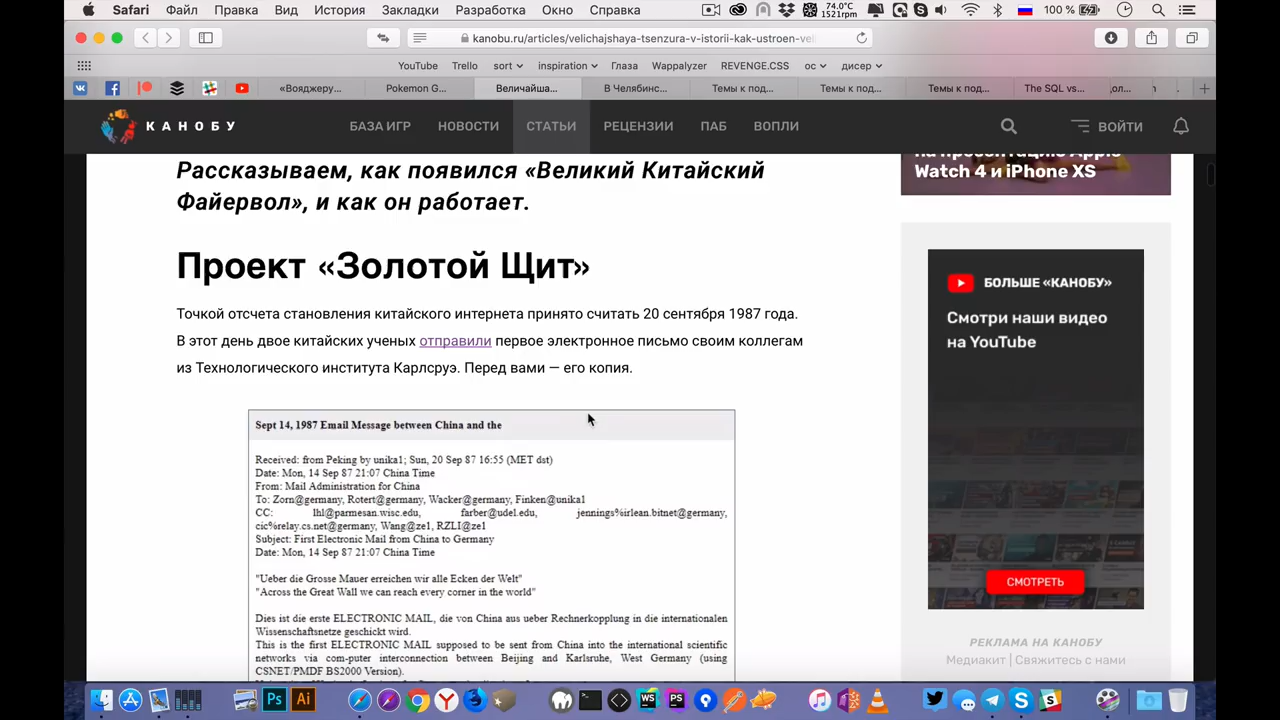 Safari Файл Правка Вид История Закладки Разработка Окно Справка 74.0°C 1521rpm 100 %
kanobu.ru/articles/velichajshaya-tsenzura-v-istorii-kak-ustroen-vel
YouTube Trello sort inspiration Глаза Wappalyzer REVENGE.CSS ос дисер
«Вояджеру... Pokemon G... Величайша... В Челябинс... Темы к под... Темы к под... Темы к под... The SQL vs...
КАНОБУ БАЗА ИГР НОВОСТИ СТАТЬИ РЕЦЕНЗИИ ПАБ ВОПЛИ ВОЙТИ
на презентацию Apple
Watch 4 и iPhone XS
Рассказываем, как появился «Великий Китайский
Файервол», и как он работает.
Проект «Золотой Щит»
Точкой отсчета становления китайского интернета принято считать 20 сентября 1987 года.
В этот день двое китайских ученых отправили первое электронное письмо своим коллегам
из Технологического института Карлсруэ. Перед вами — его копия.
Sept 14, 1987 Email Message between China and the
Received: from Peking by unika1; Sun, 20 Sep 87 16:55 (MET dst)
Date: Mon, 14 Sep 87 21:07 China Time
From: Mail Administration for China
To: Zorn@germany, Rotert@germany, Wacker@germany, Finken@unika1
CC: lhl@parmesan.wisc.edu, farber@udel.edu, jennings%irlean.bitnet@germany,
cic%relay.cs.net@germany, Wang@ze1, RZLI@ze1
Subject: First Electronic Mail from China to Germany
Date: Mon, 14 Sep 87 21:07 China Time
"Ueber die Grosse Mauer erreichen wir alle Ecken der Welt"
"Across the Great Wall we can reach every corner in the world"
Dies ist die erste ELECTRONIC MAIL, die von China aus ueber Rechnerkopplung in die internationalen
Wissenschaftsnetze geschickt wird.
This is the first ELECTRONIC MAIL supposed to be sent from China into the international scientific
networks via com-puter interconnection between Beijing and Karlsruhe, West Germany (using
CSNET/PMDF BS2000 Version).
БОЛЬШЕ «КАНОБУ»
Смотри наши видео
на YouTube
СМОТРЕТЬ
РЕКЛАМА НА КАНОБУ
Медиакит | Свяжитесь с нами
Ps Ai WS PS